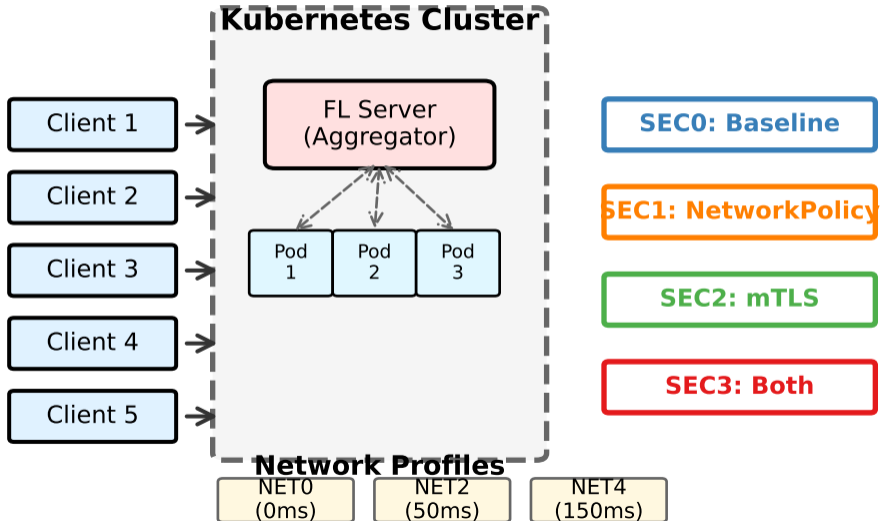 Kubernetes Cluster
Client 1
Client 2
Client 3
Client 4
Client 5
FL Server
(Aggregator)
Pod
1
Pod
2
Pod
3
SEC0: Baseline
SEC1: NetworkPolicy
SEC2: mTLS
SEC3: Both
Network Profiles
NET0
(0ms)
NET2
(50ms)
NET4
(150ms)